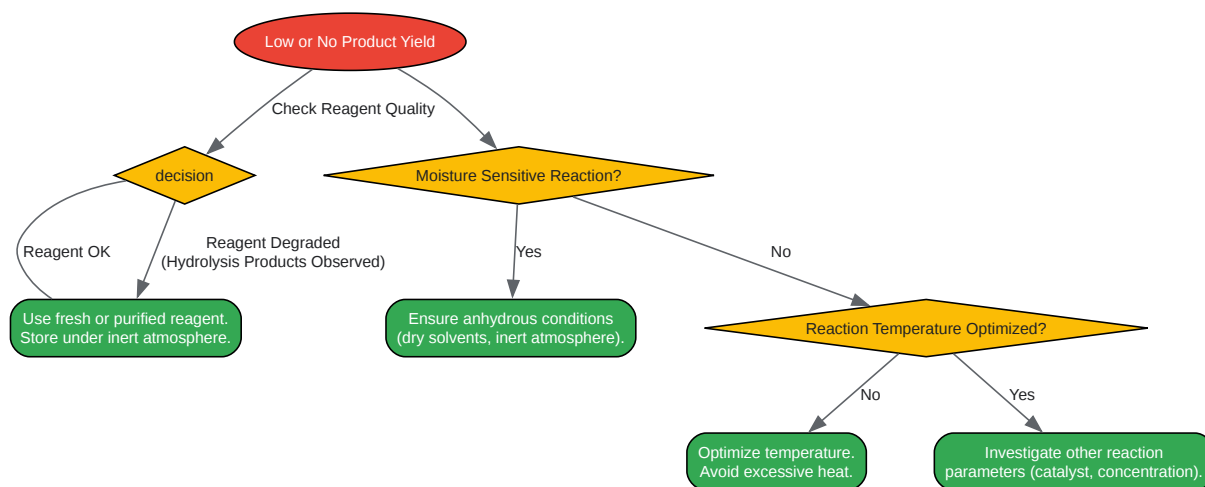 Low or No Product Yield
Check Reagent Quality
decision
Moisture Sensitive Reaction?
Reagent OK
Reagent Degraded
(Hydrolysis Products Observed)
Yes
No
Use fresh or purified reagent.
Store under inert atmosphere.
Ensure anhydrous conditions
(dry solvents, inert atmosphere).
Reaction Temperature Optimized?
No
Yes
Optimize temperature.
Avoid excessive heat.
Investigate other reaction
parameters (catalyst, concentration).